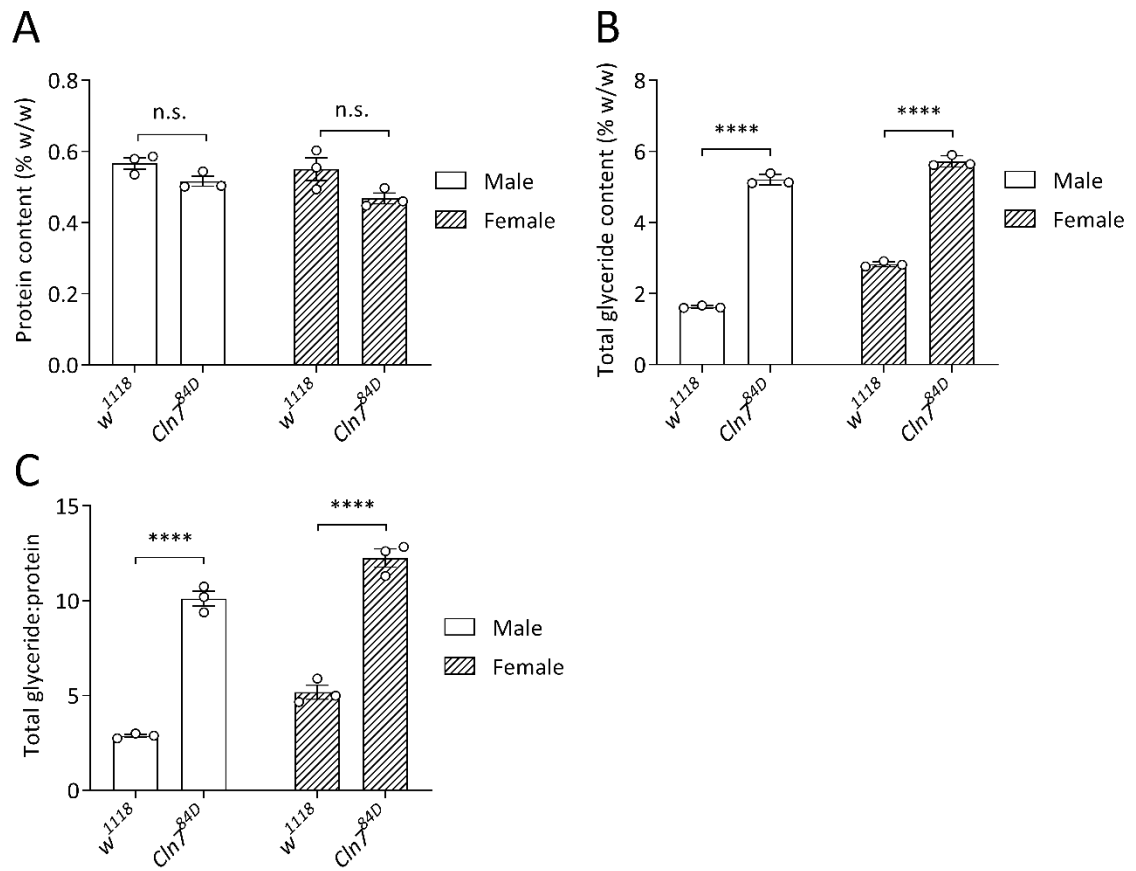 A
Protein content (% w/w)
0.8
0.6
0.4
0.2
0.0
n.s.
n.s.
w1118
Cln784D
w1118
Cln784D
Male
Female
B
Total glyceride content (% w/w)
8
6
4
2
0
****
****
w1118
Cln784D
w1118
Cln784D
Male
Female
C
Total glyceride:protein
15
10
5
0
****
****
w1118
Cln784D
w1118
Cln784D
Male
Female